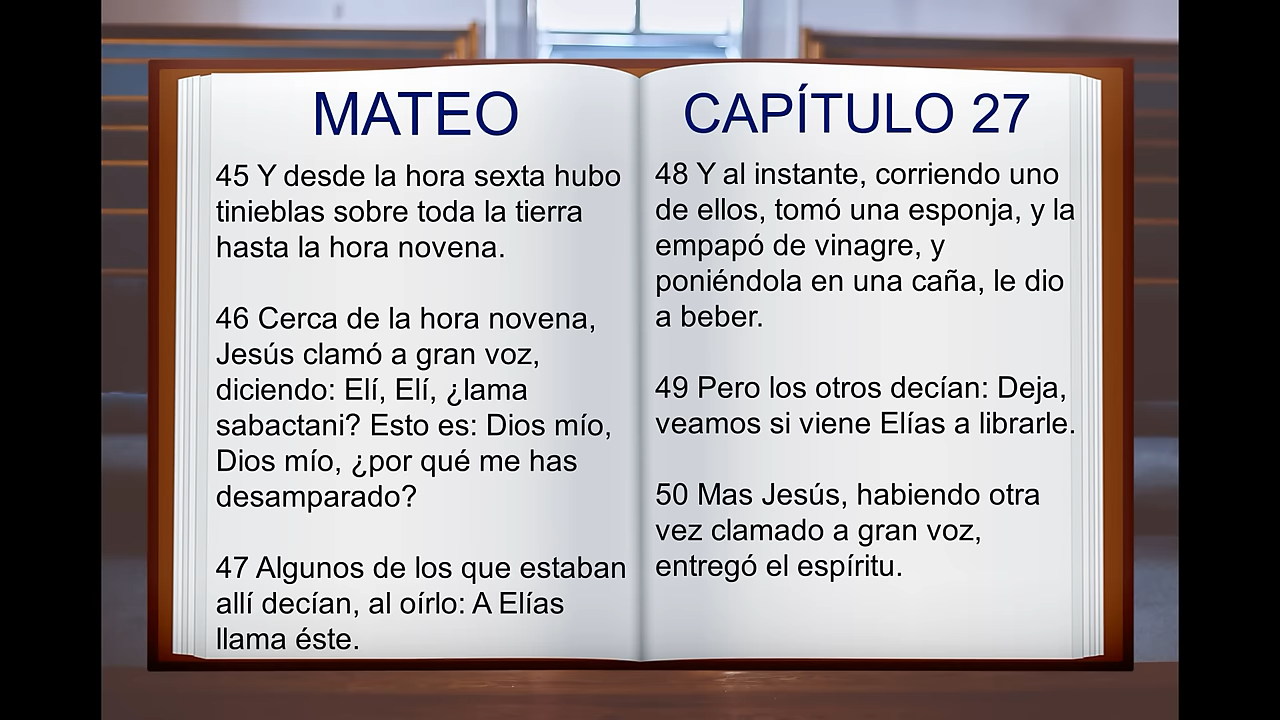 MATEO
45 Y desde la hora sexta hubo
tinieblas sobre toda la tierra
hasta la hora novena.
46 Cerca de la hora novena,
Jesús clamó a gran voz,
diciendo: Elí, Elí, ¿lama
sabactani? Esto es: Dios mío,
Dios mío, ¿por qué me has
desamparado?
47 Algunos de los que estaban
allí decían, al oírlo: A Elías
llama éste.
CAPÍTULO 27
48 Y al instante, corriendo uno
de ellos, tomó una esponja, y la
empapó de vinagre, y
poniéndola en una caña, le dio
a beber.
49 Pero los otros decían: Deja,
veamos si viene Elías a librarle.
50 Mas Jesús, habiendo otra
vez clamado a gran voz,
entregó el espíritu.